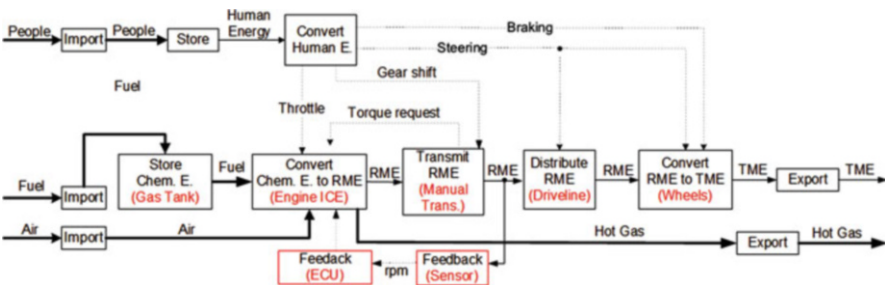 Human
Energy
People
Import
People
Store
Convert
Human E.
Braking
Steering
Gear shift
Fuel
Throttle
Torque request
Store
Chem. E.
(Gas Tank)
Fuel
Convert
Chem. E. to RME
(Engine ICE)
RME
Transmit
RME
(Manual
Trans.)
RME
Distribute
RME
(Driveline)
RME
Convert
RME to TME
(Wheels)
TME
Export
TME
Fuel
Import
Air
Import
Air
Hot Gas
Export
Hot Gas
Feedack
(ECU)
rpm
Feedback
(Sensor)